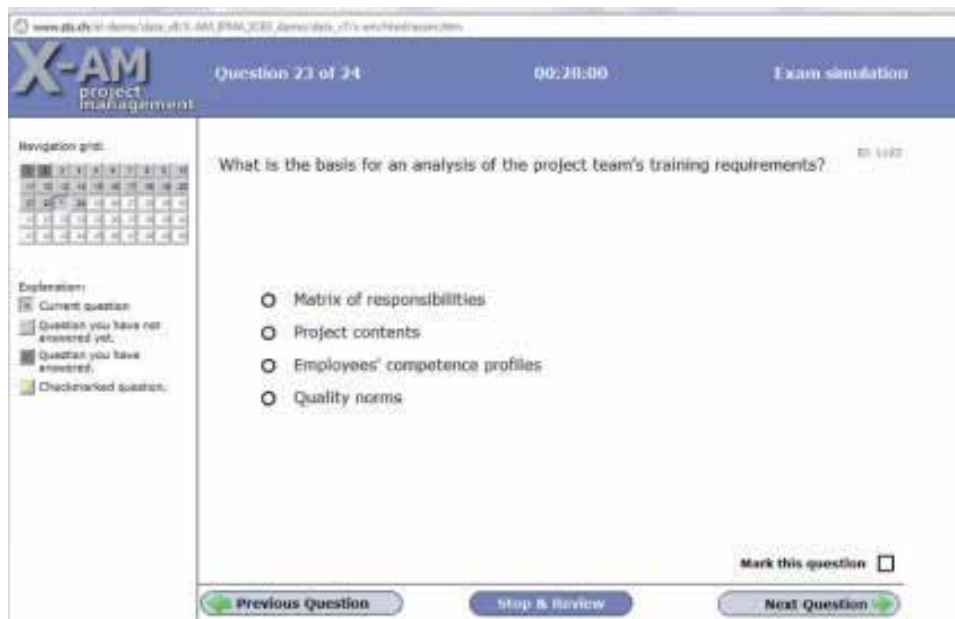 X-AM
project
management
Question 23 of 24
00:28:00
Exam simulation
Navigation grid:
What is the basis for an analysis of the project team's training requirements?
Explanation:
Current question
Question you have not
answered yet.
Question you have
answered.
Checkmarked question.
Matrix of responsibilities
Project contents
Employees' competence profiles
Quality norms
Mark this question
Previous Question
Stop & Review
Next Question